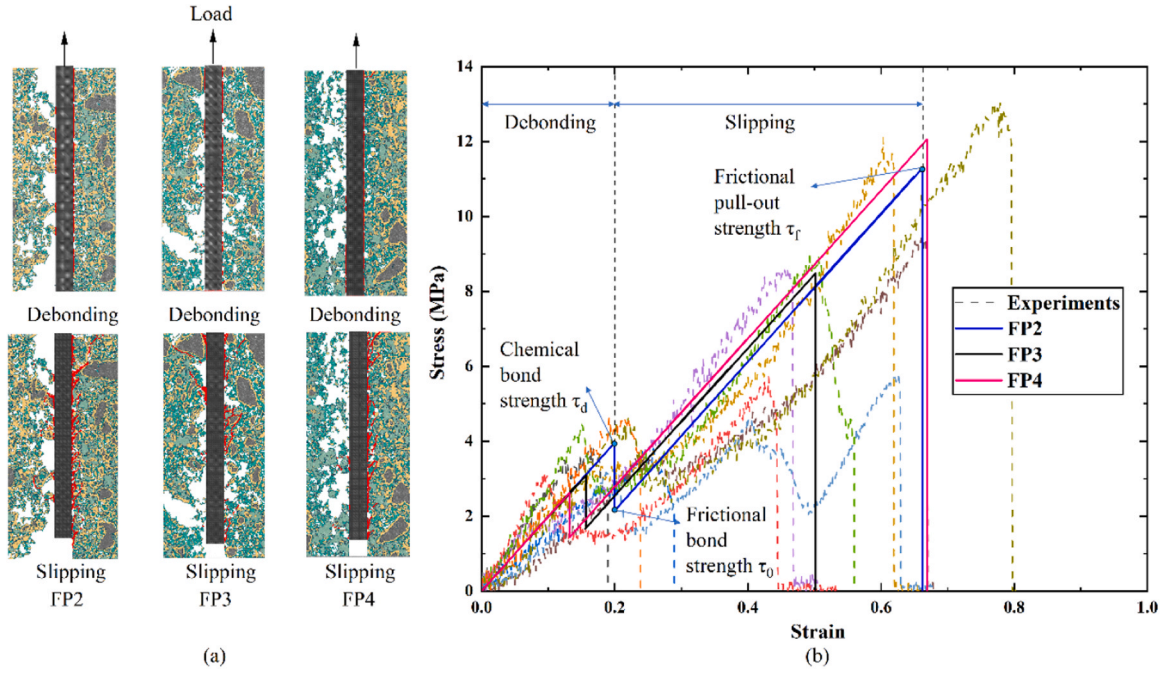 Load
Debonding Debonding Debonding
Slipping Slipping Slipping
FP2 FP3 FP4
(a)
Stress (MPa)
14
12
10
8
6
4
2
0
0.0 0.2 0.4 0.6 0.8 1.0
Strain
Debonding
Slipping
Frictional
pull-out
strength τf
Chemical
bond
strength τd
Frictional
bond
strength τ0
Experiments
FP2
FP3
FP4
(b)